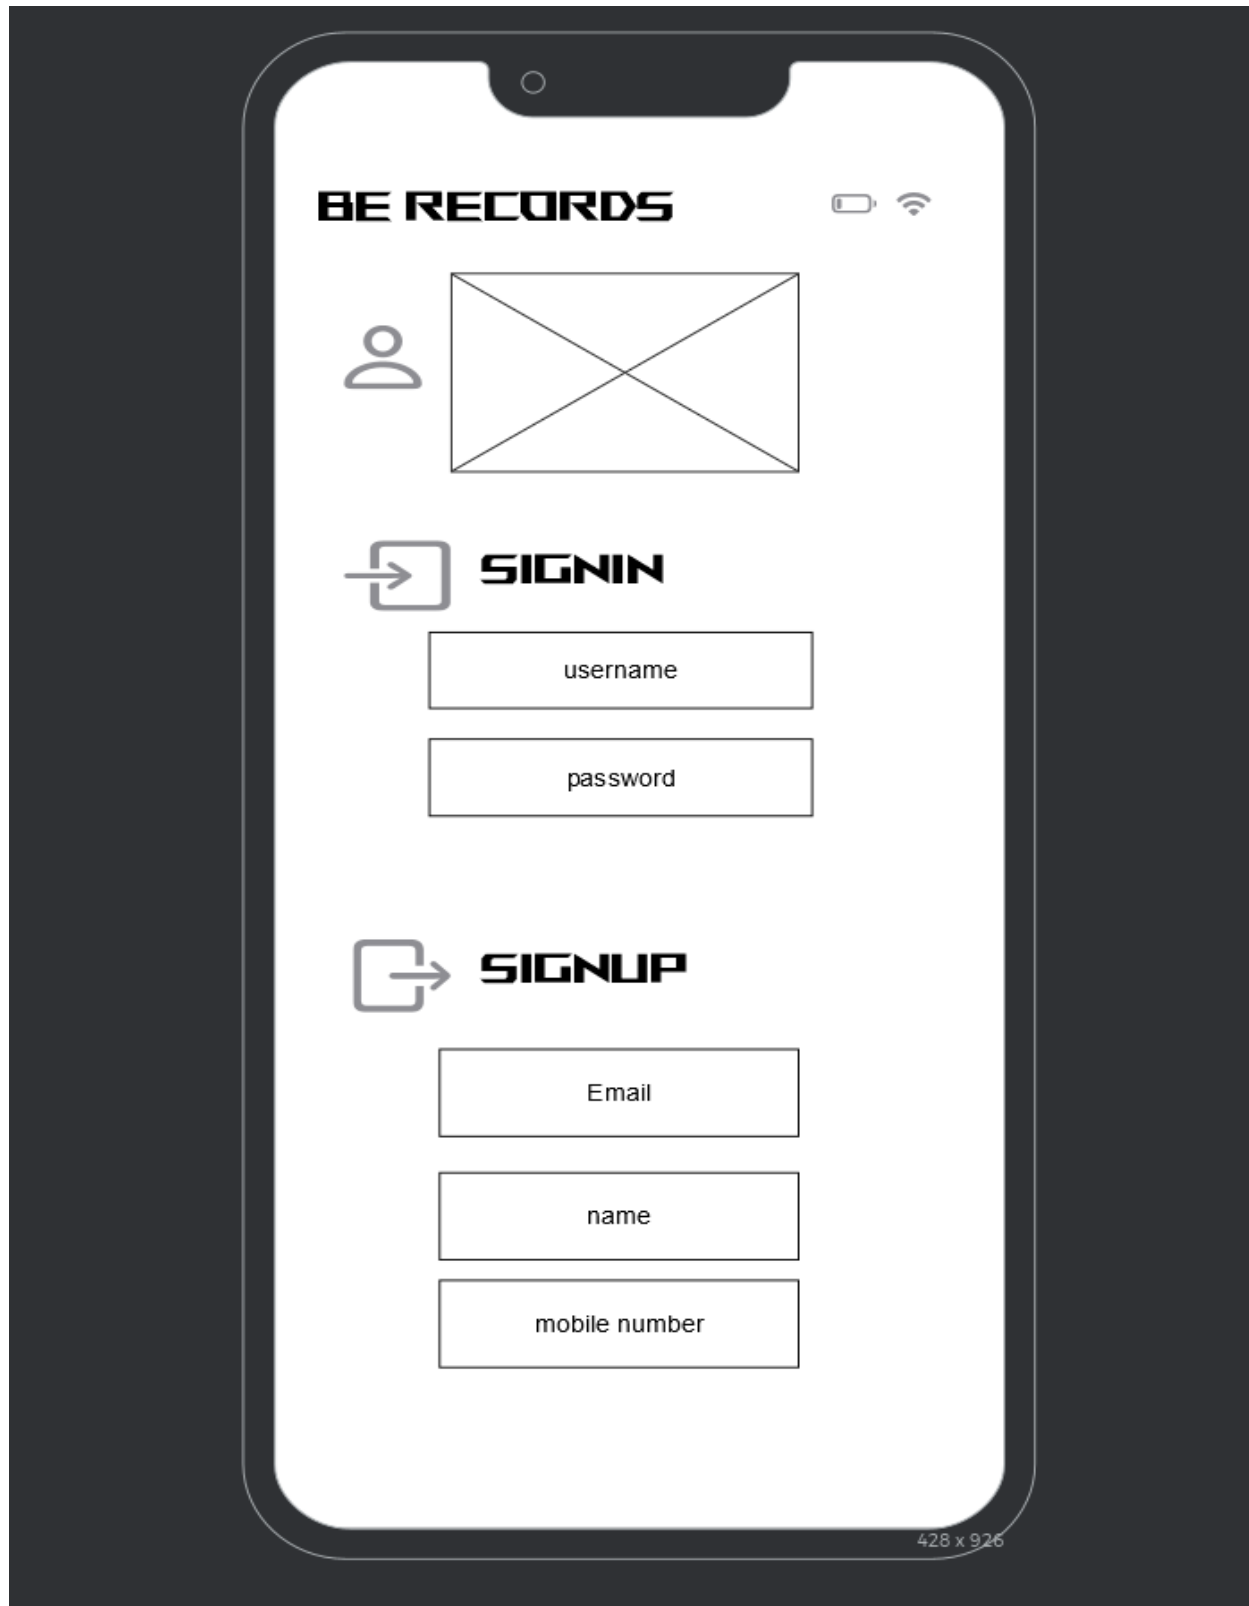 BE RECORDS
SIGNIN
username
password
SIGNUP
Email
name
mobile number
428 x 926